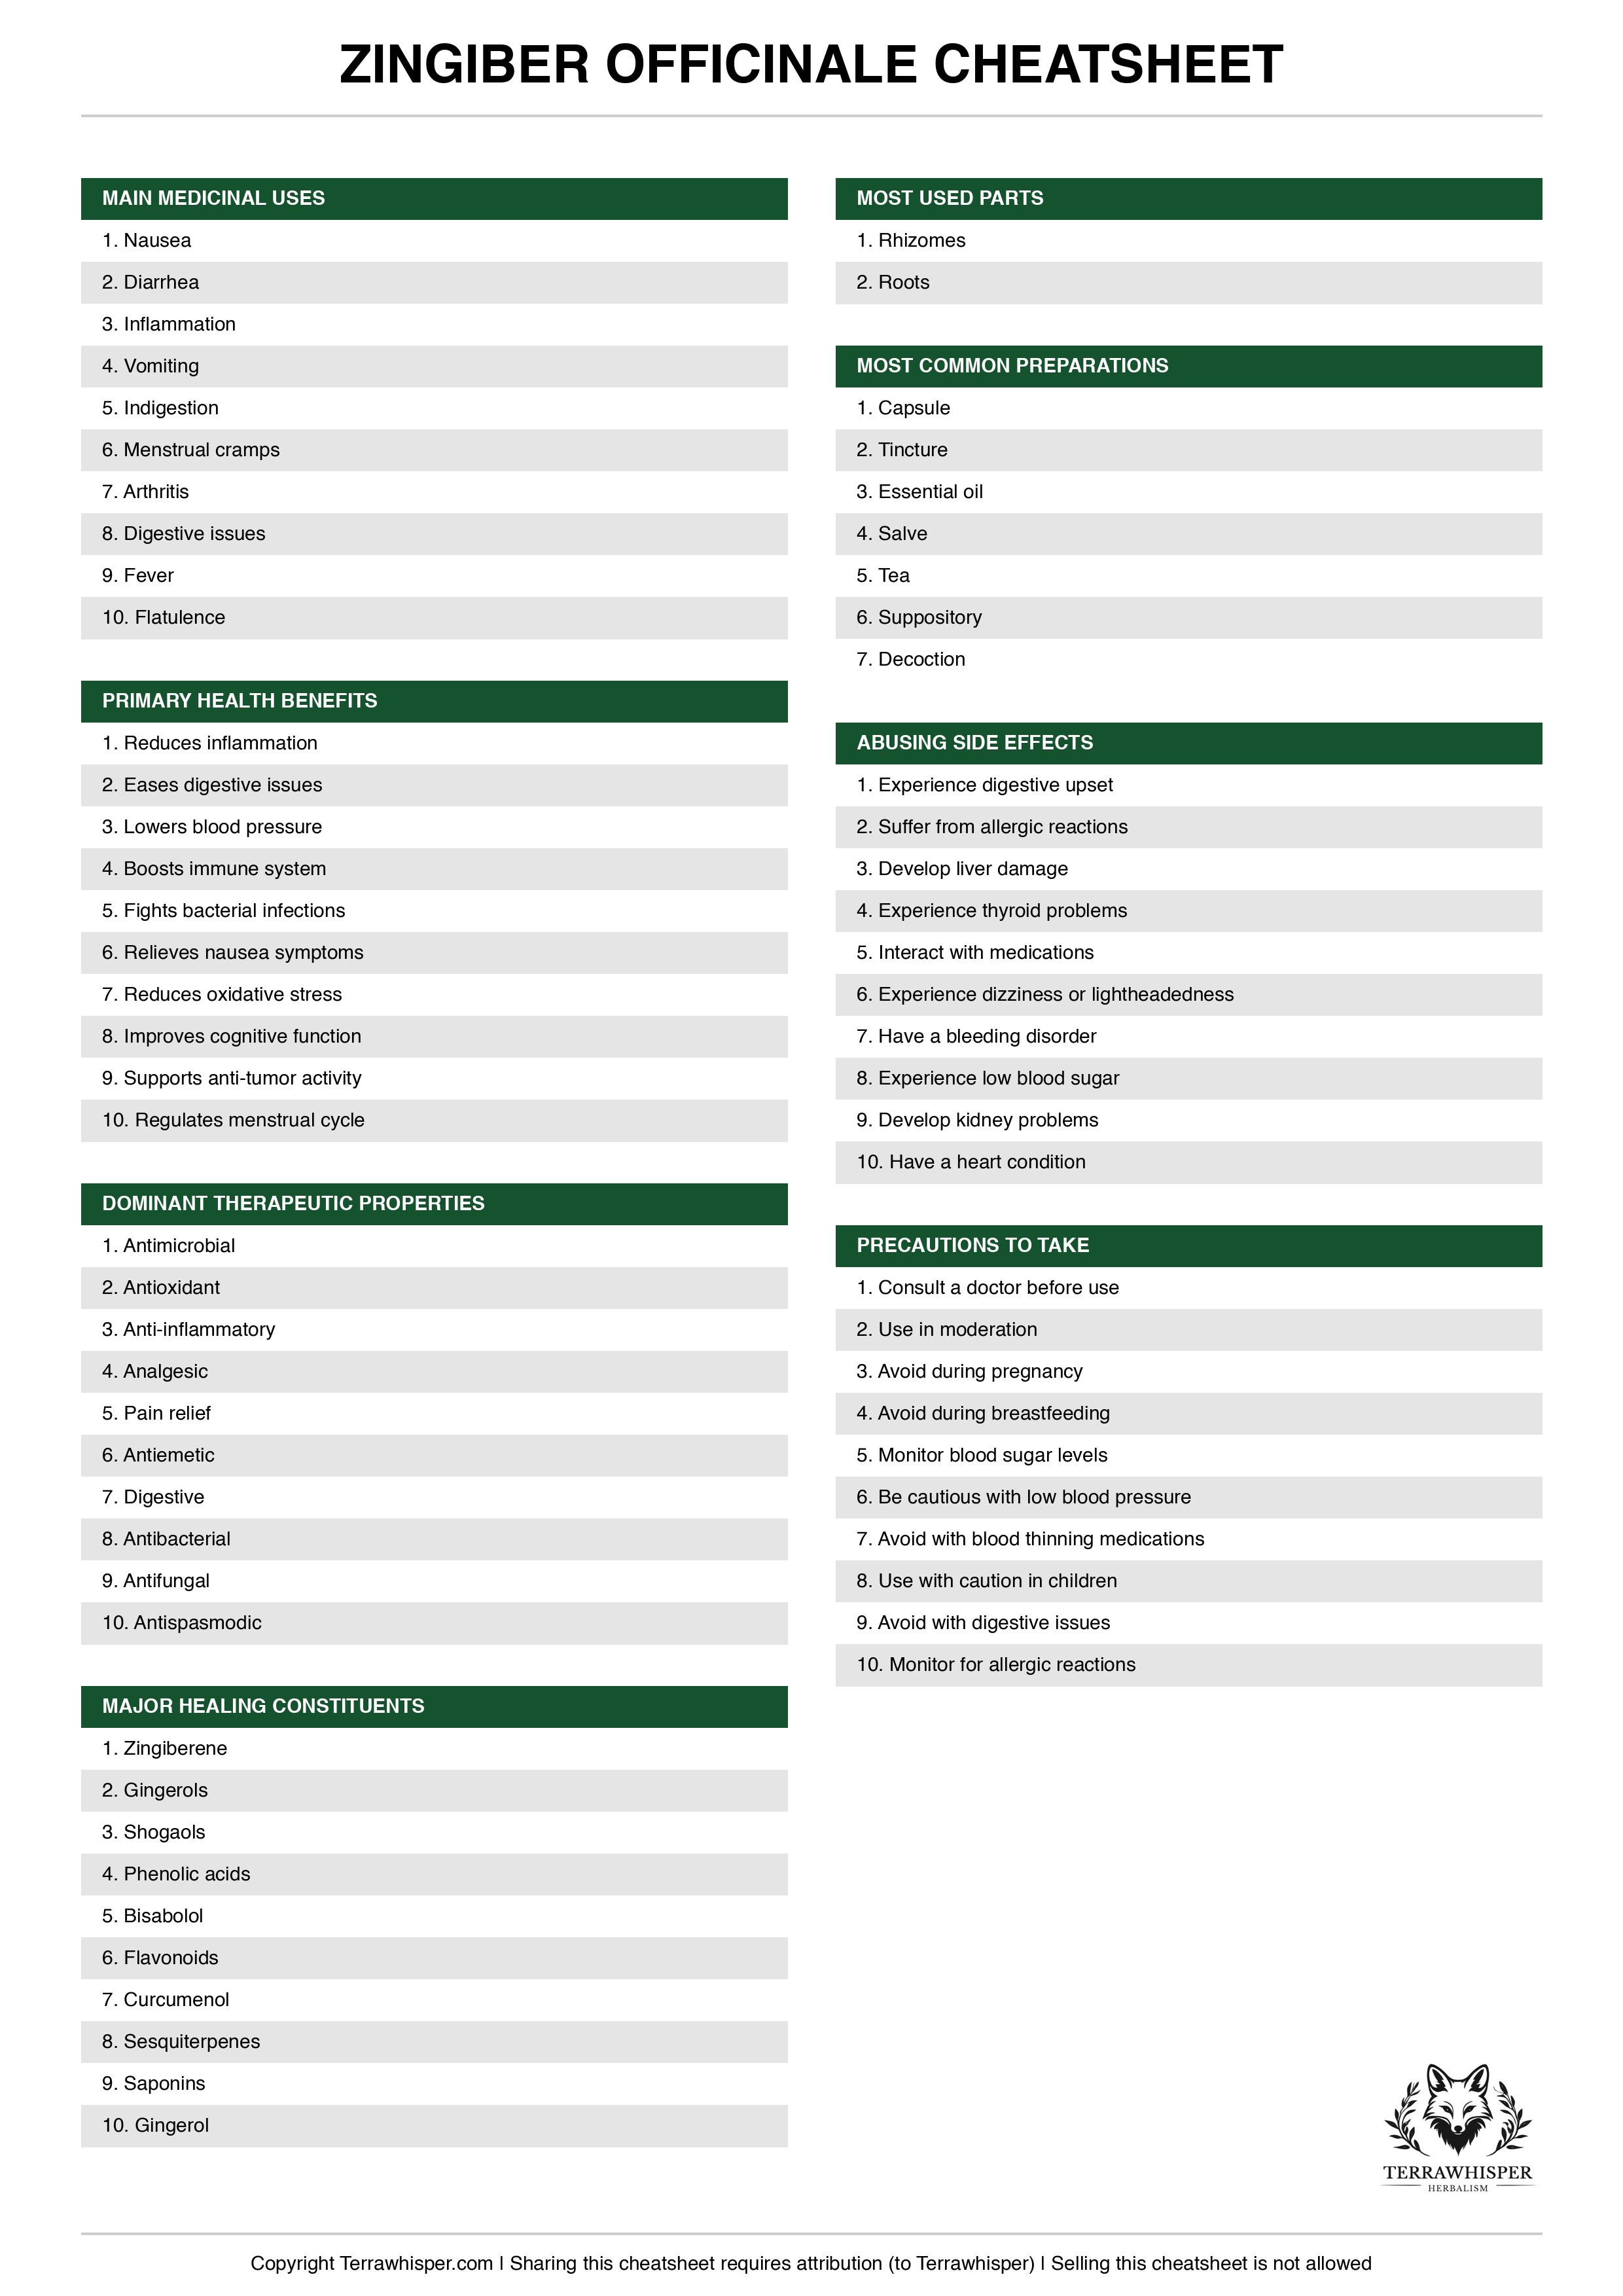 ZINGIBER OFFICINALE CHEATSHEET
MAIN MEDICINAL USES
1. Nausea
2. Diarrhea
3. Inflammation
4. Vomiting
5. Indigestion
6. Menstrual cramps
7. Arthritis
8. Digestive issues
9. Fever
10. Flatulence
PRIMARY HEALTH BENEFITS
1. Reduces inflammation
2. Eases digestive issues
3. Lowers blood pressure
4. Boosts immune system
5. Fights bacterial infections
6. Relieves nausea symptoms
7. Reduces oxidative stress
8. Improves cognitive function
9. Supports anti-tumor activity
10. Regulates menstrual cycle
DOMINANT THERAPEUTIC PROPERTIES
1. Antimicrobial
2. Antioxidant
3. Anti-inflammatory
4. Analgesic
5. Pain relief
6. Antiemetic
7. Digestive
8. Antibacterial
9. Antifungal
10. Antispasmodic
MAJOR HEALING CONSTITUENTS
1. Zingiberene
2. Gingerols
3. Shogaols
4. Phenolic acids
5. Bisabolol
6. Flavonoids
7. Curcumenol
8. Sesquiterpenes
9. Saponins
10. Gingerol
MOST USED PARTS
1. Rhizomes
2. Roots
MOST COMMON PREPARATIONS
1. Capsule
2. Tincture
3. Essential oil
4. Salve
5. Tea
6. Suppository
7. Decoction
ABUSING SIDE EFFECTS
1. Experience digestive upset
2. Suffer from allergic reactions
3. Develop liver damage
4. Experience thyroid problems
5. Interact with medications
6. Experience dizziness or lightheadedness
7. Have a bleeding disorder
8. Experience low blood sugar
9. Develop kidney problems
10. Have a heart condition
PRECAUTIONS TO TAKE
1. Consult a doctor before use
2. Use in moderation
3. Avoid during pregnancy
4. Avoid during breastfeeding
5. Monitor blood sugar levels
6. Be cautious with low blood pressure
7. Avoid with blood thinning medications
8. Use with caution in children
9. Avoid with digestive issues
10. Monitor for allergic reactions
TERRAWHISPER
HERBALISM
Copyright Terrawhisper.com | Sharing this cheatsheet requires attribution (to Terrawhisper) | Selling this cheatsheet is not allowed